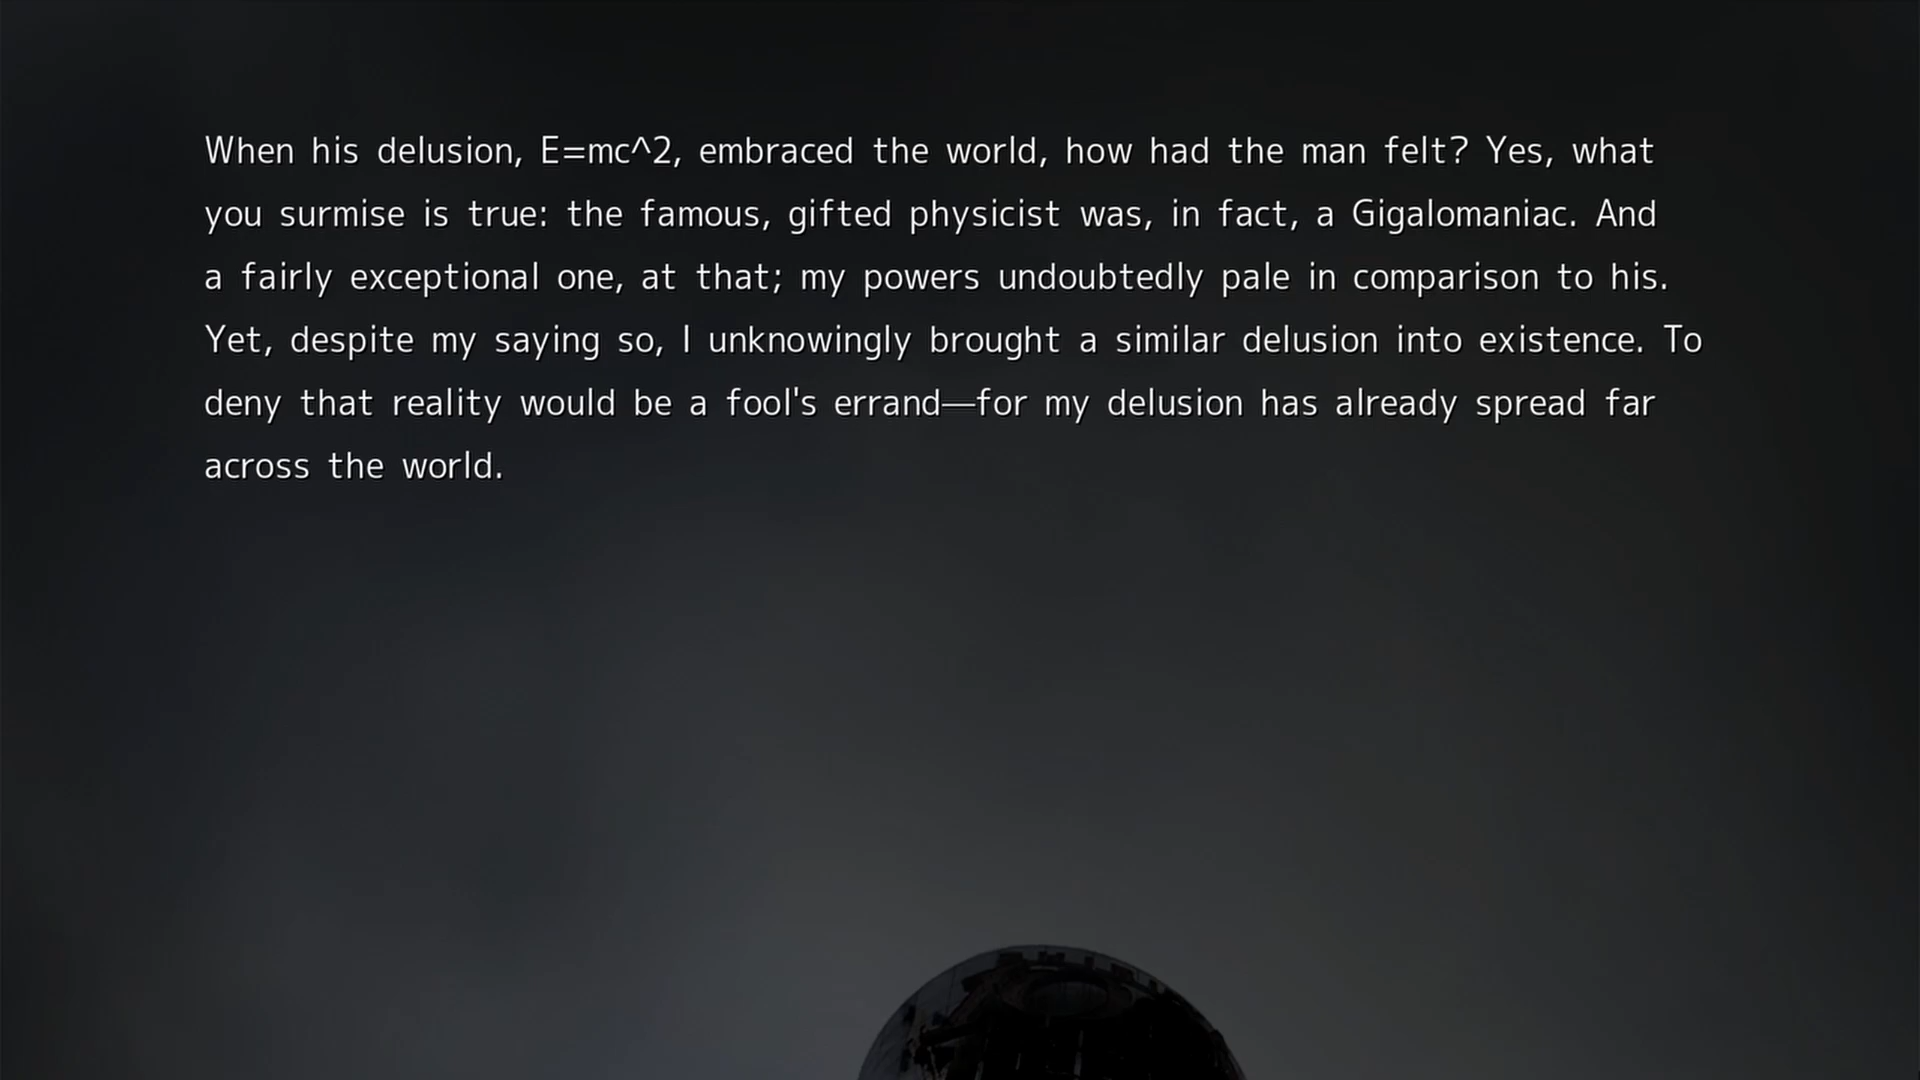 When his delusion, E=mc^2, embraced the world, how had the man felt? Yes, what
you surmise is true: the famous, gifted physicist was, in fact, a Gigalomaniac. And
a fairly exceptional one, at that; my powers undoubtedly pale in comparison to his.
Yet, despite my saying so, I unknowingly brought a similar delusion into existence. To
deny that reality would be a fool's errand—for my delusion has already spread far
across the world.